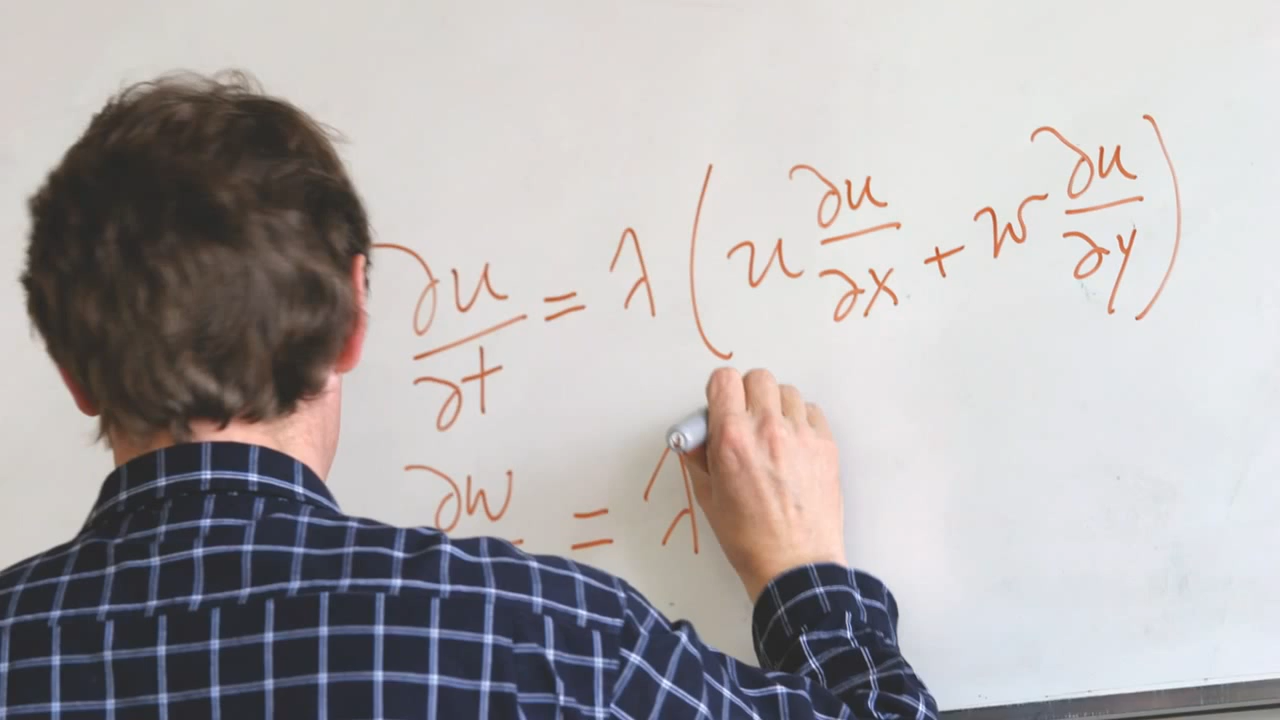 ∂u/∂t = λ(u ∂u/∂x + w ∂u/∂y)
∂w = λ